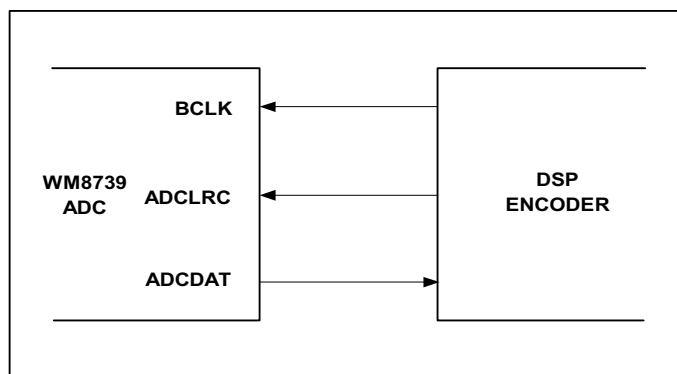 BCLK
WM8739
ADC
ADCLRC
ADCDAT
DSP
ENCODER